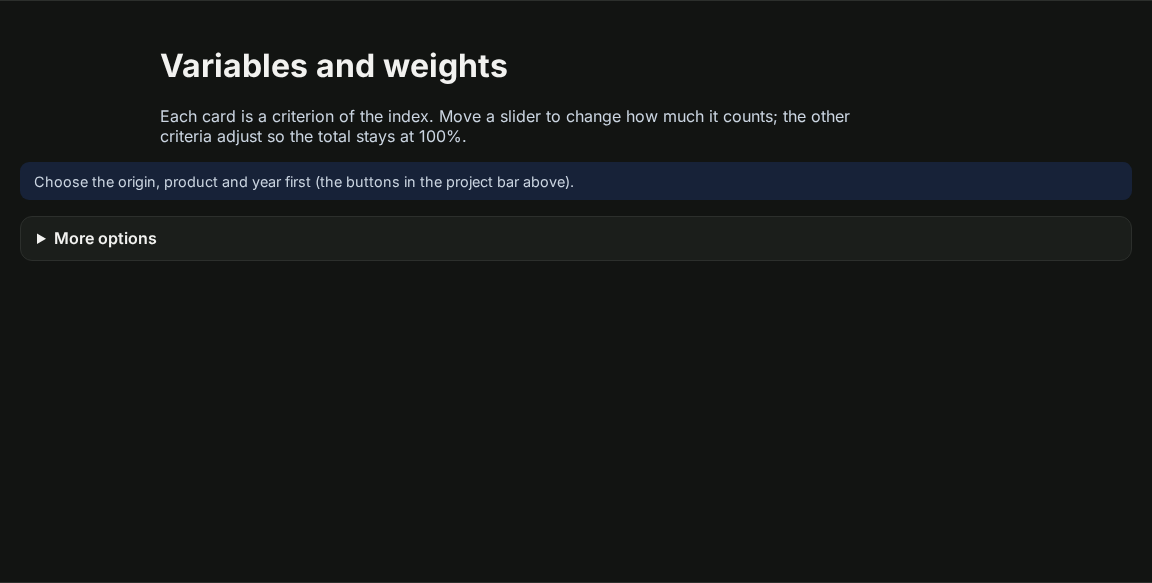 Variables and weights
Each card is a criterion of the index. Move a slider to change how much it counts; the other
criteria adjust so the total stays at 100%.
Choose the origin, product and year first (the buttons in the project bar above).
More options